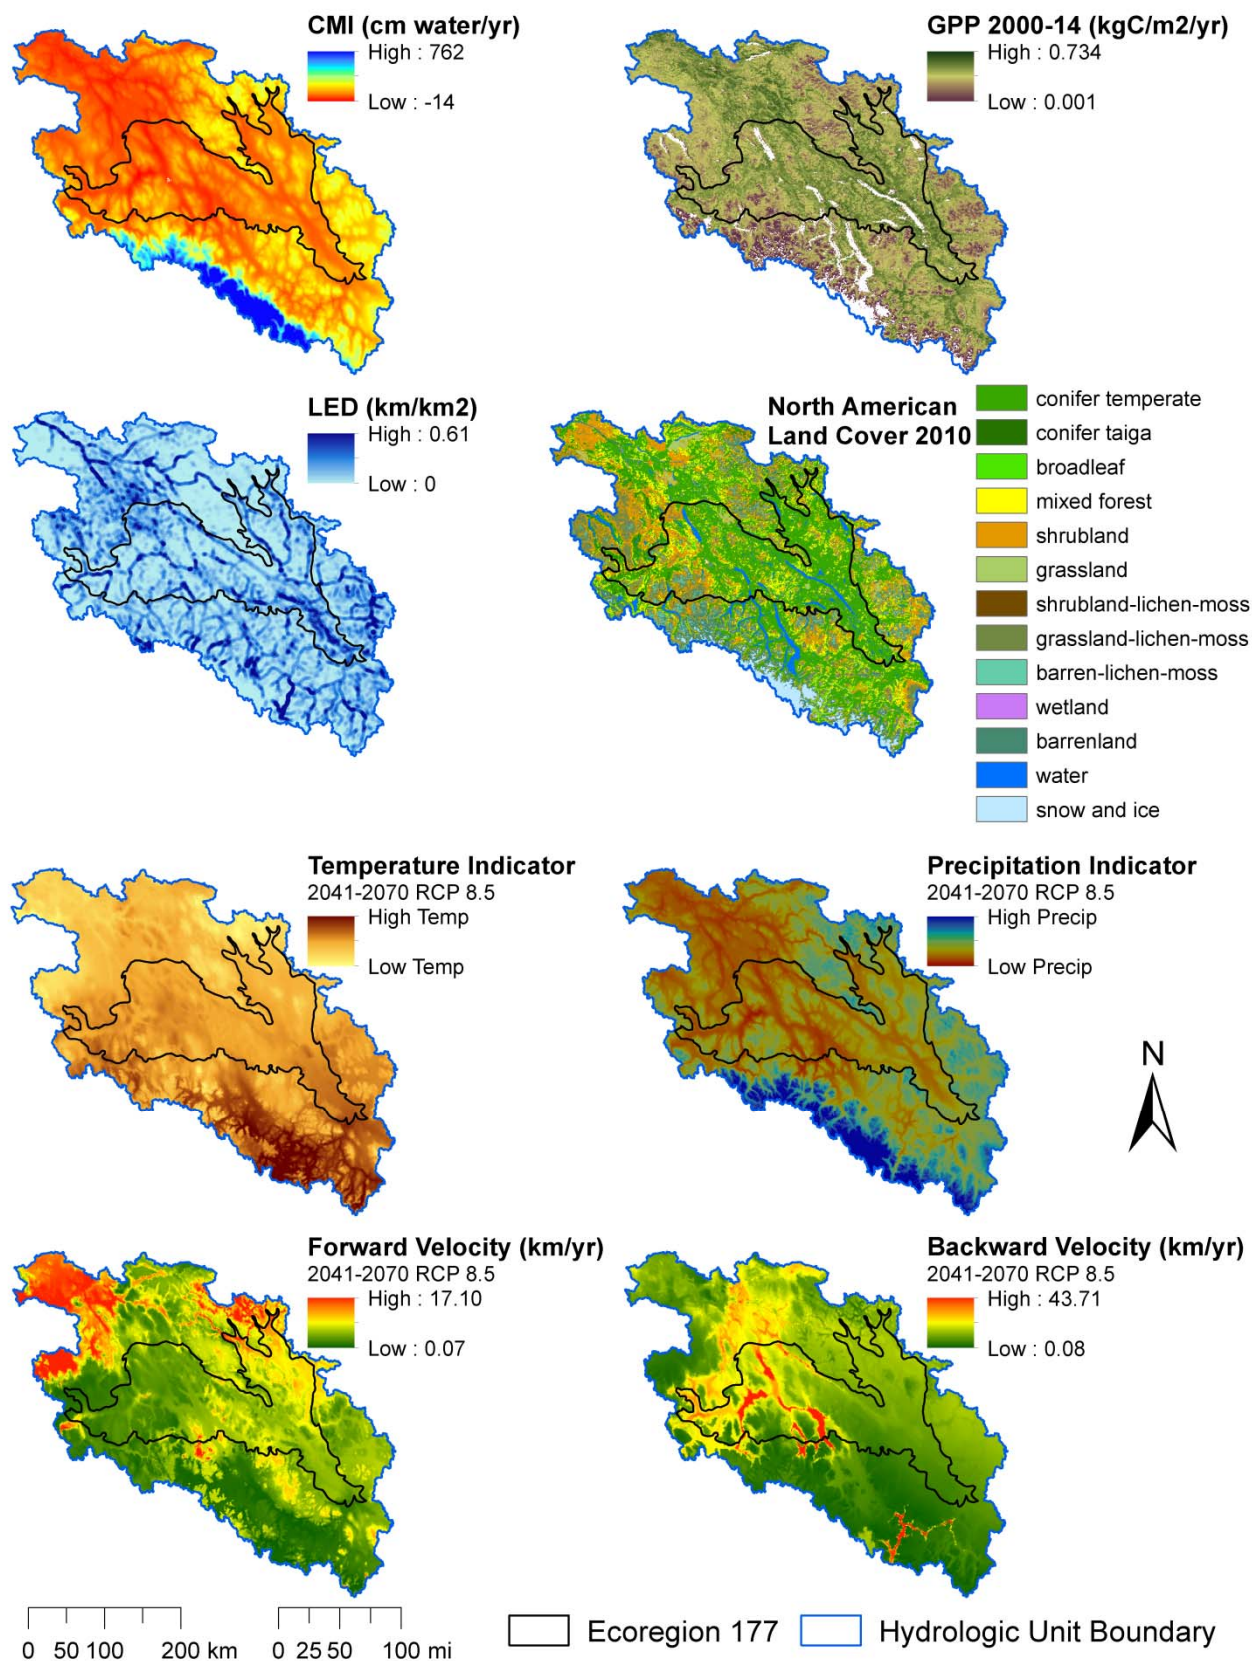 CMI (cm water/yr)
High : 762
Low : -14
GPP 2000-14 (kgC/m2/yr)
High : 0.734
Low : 0.001
LED (km/km2)
High : 0.61
Low : 0
North American
Land Cover 2010
conifer temperate
conifer taiga
broadleaf
mixed forest
shrubland
grassland
shrubland-lichen-moss
grassland-lichen-moss
barren-lichen-moss
wetland
barrenland
water
snow and ice
Temperature Indicator
2041-2070 RCP 8.5
High Temp
Low Temp
Precipitation Indicator
2041-2070 RCP 8.5
High Precip
Low Precip
N
Forward Velocity (km/yr)
2041-2070 RCP 8.5
High : 17.10
Low : 0.07
Backward Velocity (km/yr)
2041-2070 RCP 8.5
High : 43.71
Low : 0.08
0 50 100 200 km
0 25 50 100 mi
Ecoregion 177
Hydrologic Unit Boundary